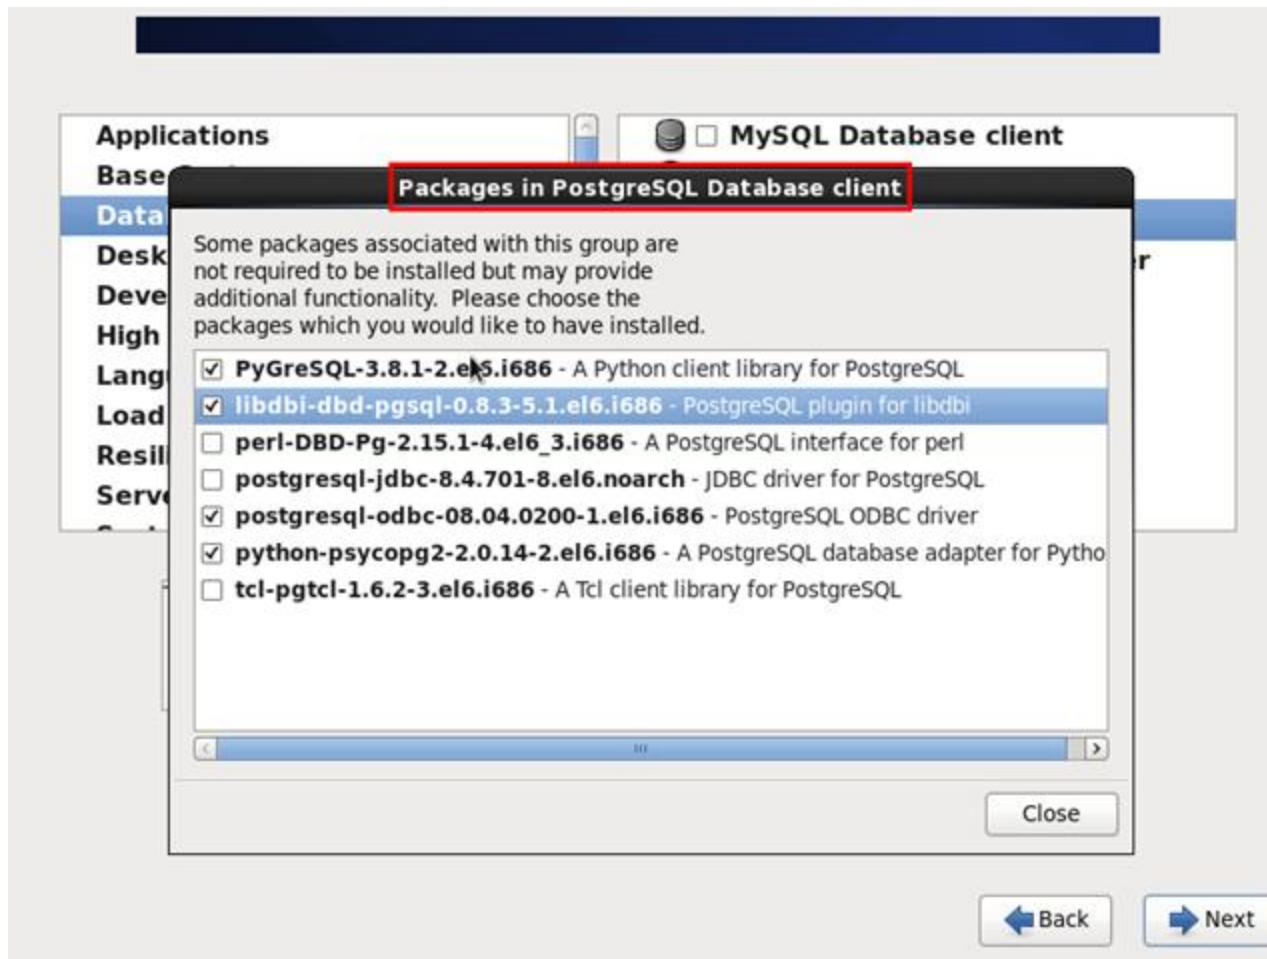 Applications
MySQL Database client
Base
Packages in PostgreSQL Database client
Data
Desk
Deve
High
Lang
Load
Resili
Serve
r
Some packages associated with this group are
not required to be installed but may provide
additional functionality.  Please choose the
packages which you would like to have installed.
PyGreSQL-3.8.1-2.el6.i686 - A Python client library for PostgreSQL
libdbi-dbd-pgsql-0.8.3-5.1.el6.i686 - PostgreSQL plugin for libdbi
perl-DBD-Pg-2.15.1-4.el6_3.i686 - A PostgreSQL interface for perl
postgresql-jdbc-8.4.701-8.el6.noarch - JDBC driver for PostgreSQL
postgresql-odbc-08.04.0200-1.el6.i686 - PostgreSQL ODBC driver
python-psycopg2-2.0.14-2.el6.i686 - A PostgreSQL database adapter for Pytho
tcl-pgtcl-1.6.2-3.el6.i686 - A Tcl client library for PostgreSQL
Close
Back
Next